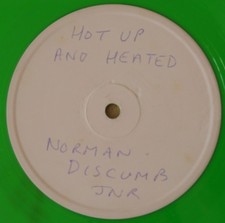 HOT UP
AND HEATED
NORMAN.
DISCUMB
JNR